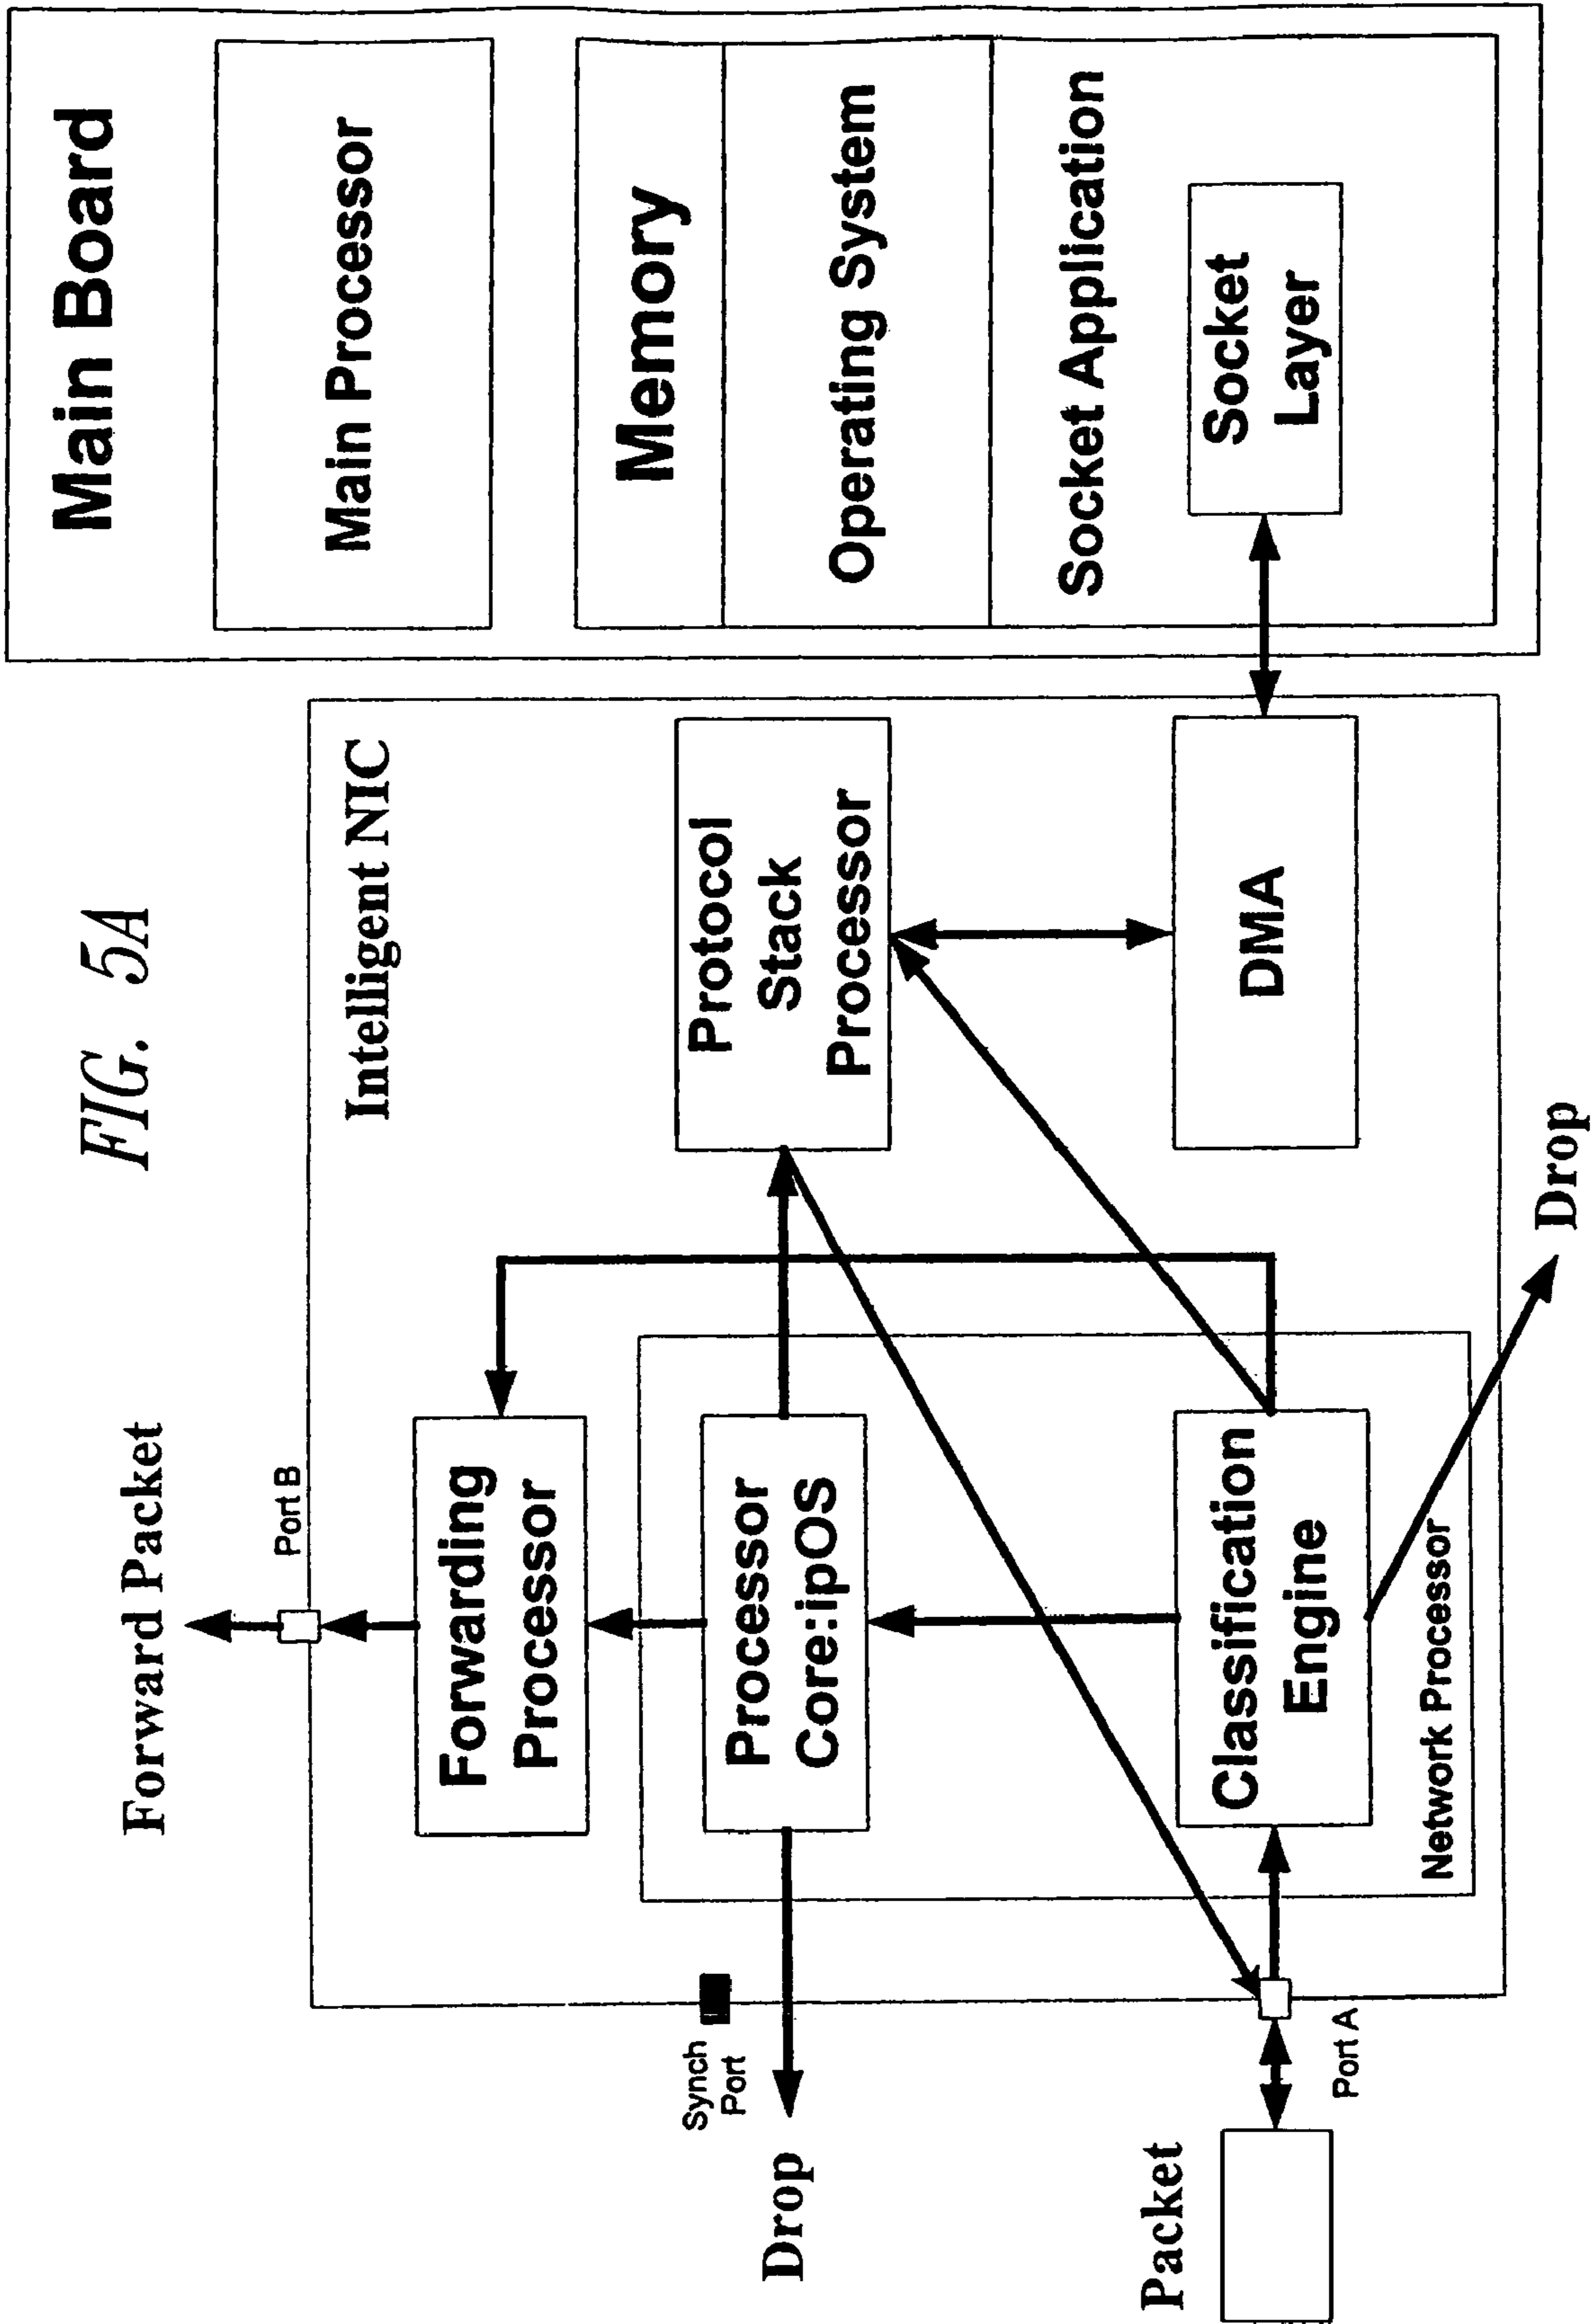 FIG. 5A
Forward Packet
Port B
Intelligent NIC
Forwarding
Processor
Synch
Port
Drop
Processor
Core:ipOS
Protocol
Stack
Processor
Packet
Port A
Classification
Engine
Network Processor
DMA
Drop
Main Board
Main Processor
Memory
Operating System
Socket Application
Socket
Layer